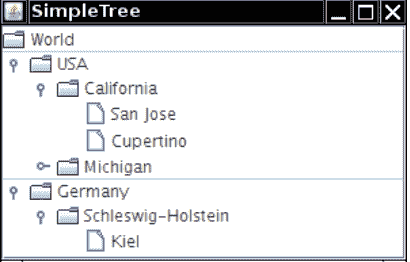 SimpleTree
World
USA
California
San Jose
Cupertino
Michigan
Germany
Schleswig-Holstein
Kiel